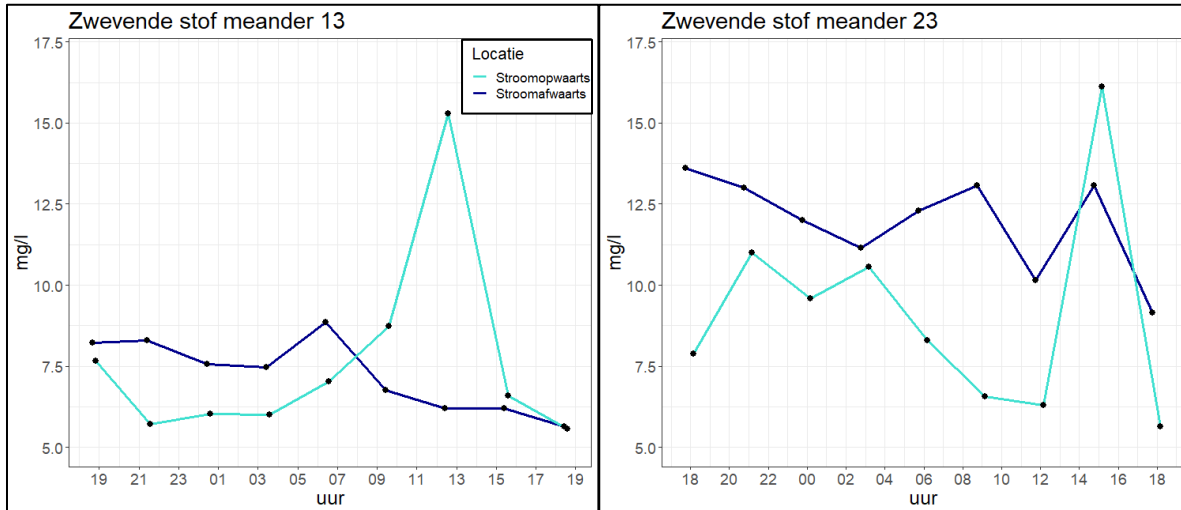 Zwevende stof meander 13
17.5
15.0
12.5
10.0
7.5
5.0
mg/l
Locatie
Stroomopwaarts
Stroomafwaarts
19 21 23 01 03 05 07 09 11 13 15 17 19
uur
Zwevende stof meander 23
17.5
15.0
12.5
10.0
7.5
5.0
mg/l
18 20 22 00 02 04 06 08 10 12 14 16 18
uur